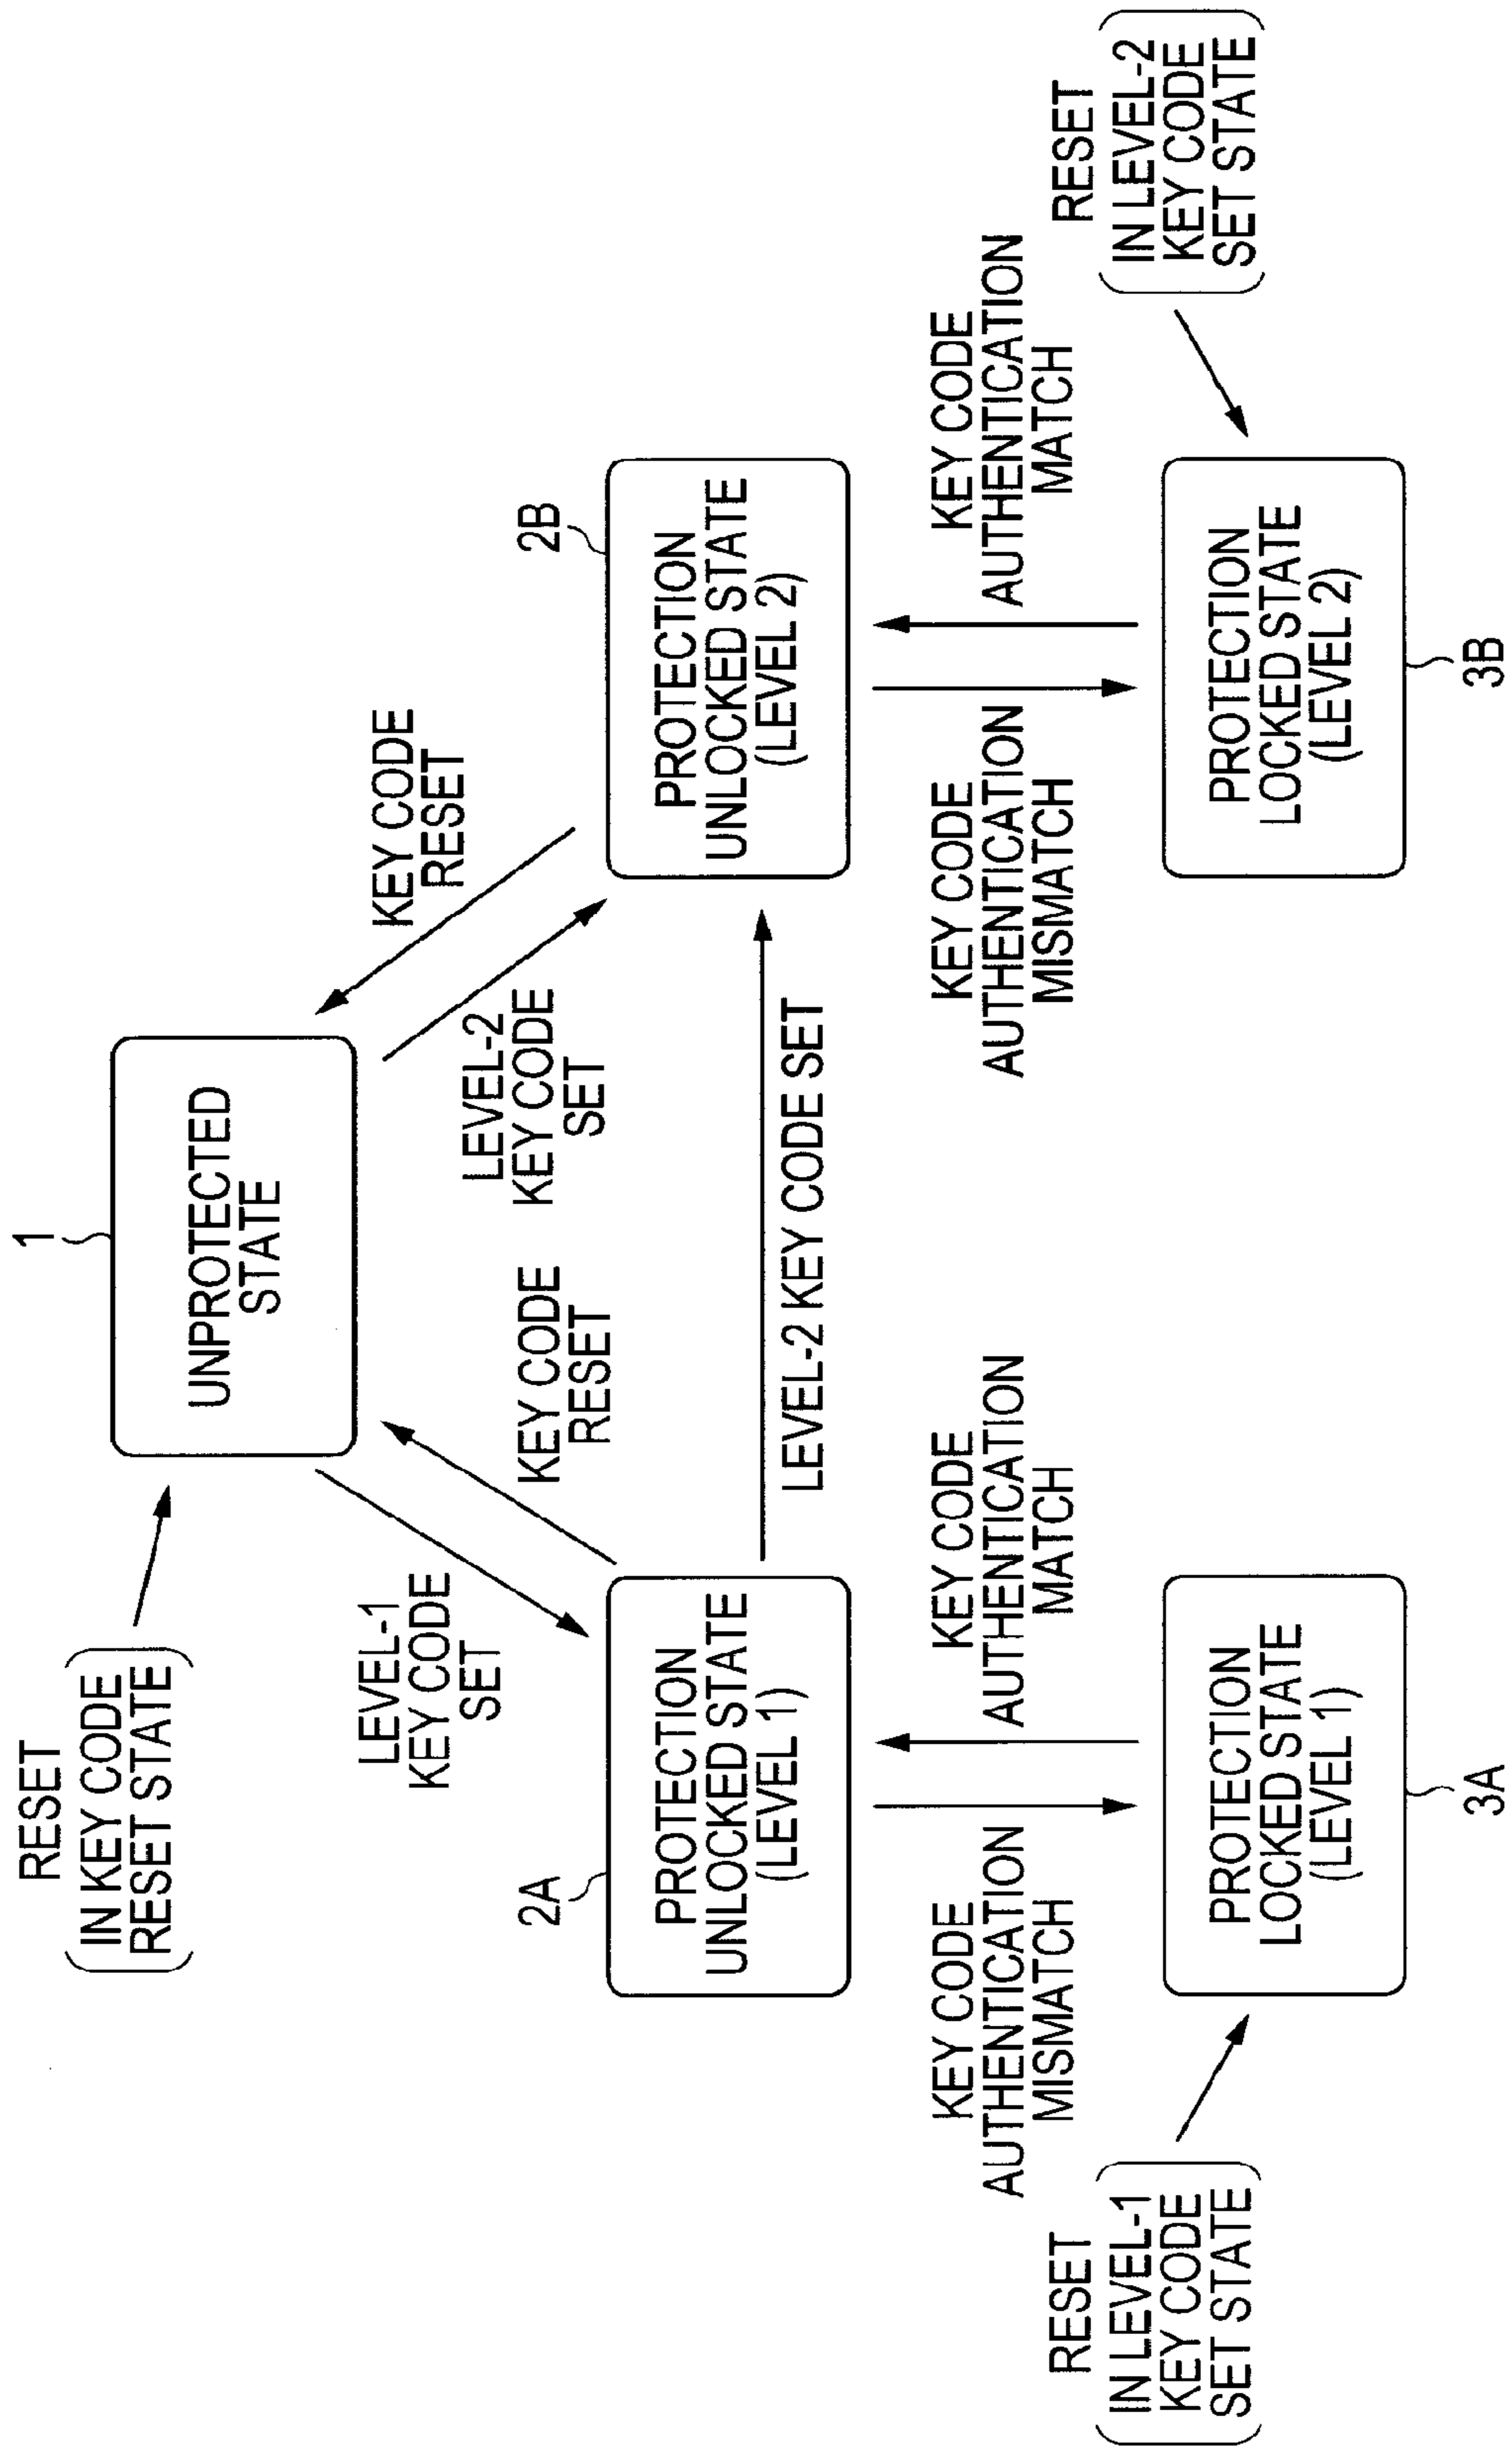 RESET
IN KEY CODE
RESET STATE
1
UNPROTECTED
STATE
LEVEL-1
KEY CODE
SET
KEY CODE
RESET
LEVEL-2
KEY CODE
SET
KEY CODE
RESET
2A
PROTECTION
UNLOCKED STATE
(LEVEL 1)
LEVEL-2 KEY CODE SET
2B
PROTECTION
UNLOCKED STATE
(LEVEL 2)
KEY CODE
AUTHENTICATION
MISMATCH
KEY CODE
AUTHENTICATION
MATCH
KEY CODE
AUTHENTICATION
MISMATCH
KEY CODE
AUTHENTICATION
MATCH
RESET
IN LEVEL-1
KEY CODE
SET STATE
PROTECTION
LOCKED STATE
(LEVEL 1)
3A
PROTECTION
LOCKED STATE
(LEVEL 2)
3B
RESET
IN LEVEL-2
KEY CODE
SET STATE